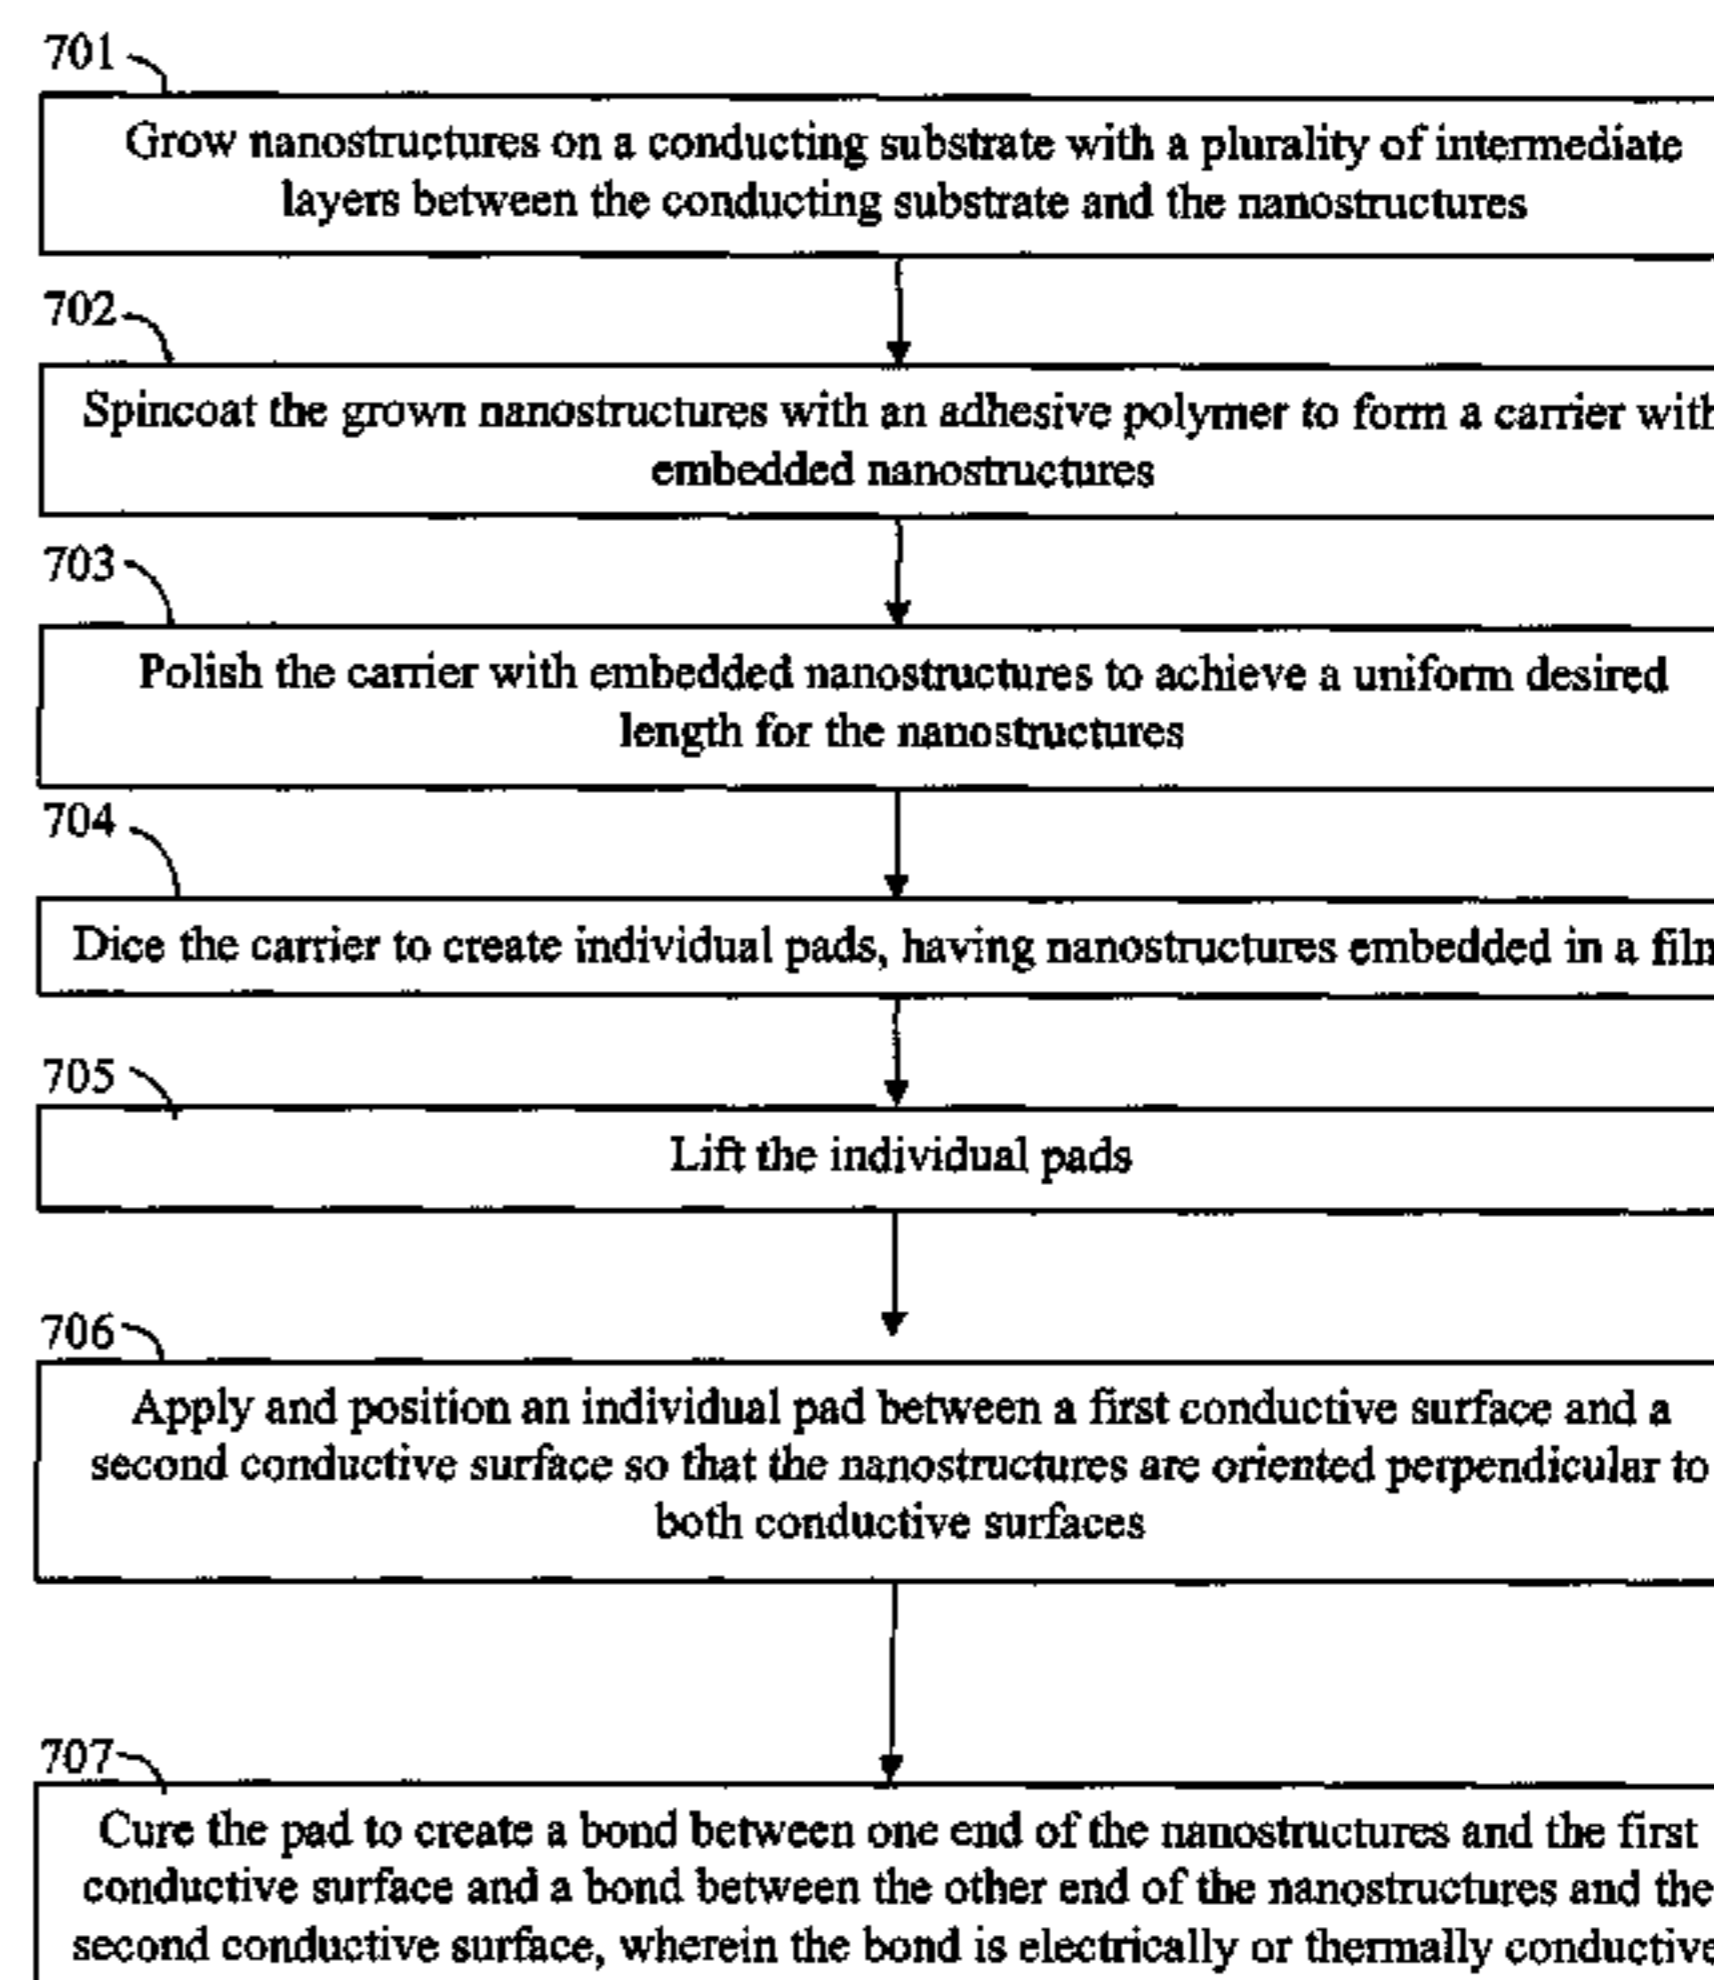 701
Grow nanostructures on a conducting substrate with a plurality of intermediate
layers between the conducting substrate and the nanostructures
702
Spincoat the grown nanostructures with an adhesive polymer to form a carrier with
embedded nanostructures
703
Polish the carrier with embedded nanostructures to achieve a uniform desired
length for the nanostructures
704
Dice the carrier to create individual pads, having nanostructures embedded in a film
705
Lift the individual pads
706
Apply and position an individual pad between a first conductive surface and a
second conductive surface so that the nanostructures are oriented perpendicular to
both conductive surfaces
707
Cure the pad to create a bond between one end of the nanostructures and the first
conductive surface and a bond between the other end of the nanostructures and the
second conductive surface, wherein the bond is electrically or thermally conductive